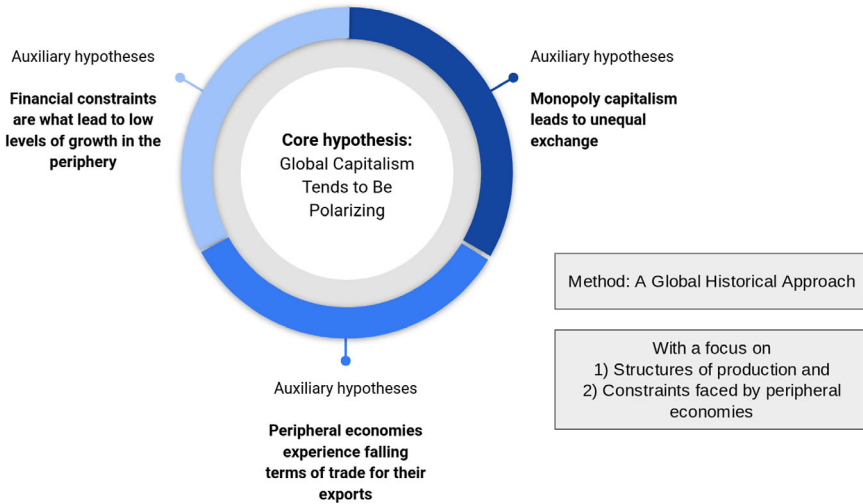 Auxiliary hypotheses
Financial constraints
are what lead to low
levels of growth in the
periphery
Core hypothesis:
Global Capitalism
Tends to Be
Polarizing
Auxiliary hypotheses
Monopoly capitalism
leads to unequal
exchange
Method: A Global Historical Approach
With a focus on
1) Structures of production and
2) Constraints faced by peripheral
economies
Auxiliary hypotheses
Peripheral economies
experience falling
terms of trade for their
exports